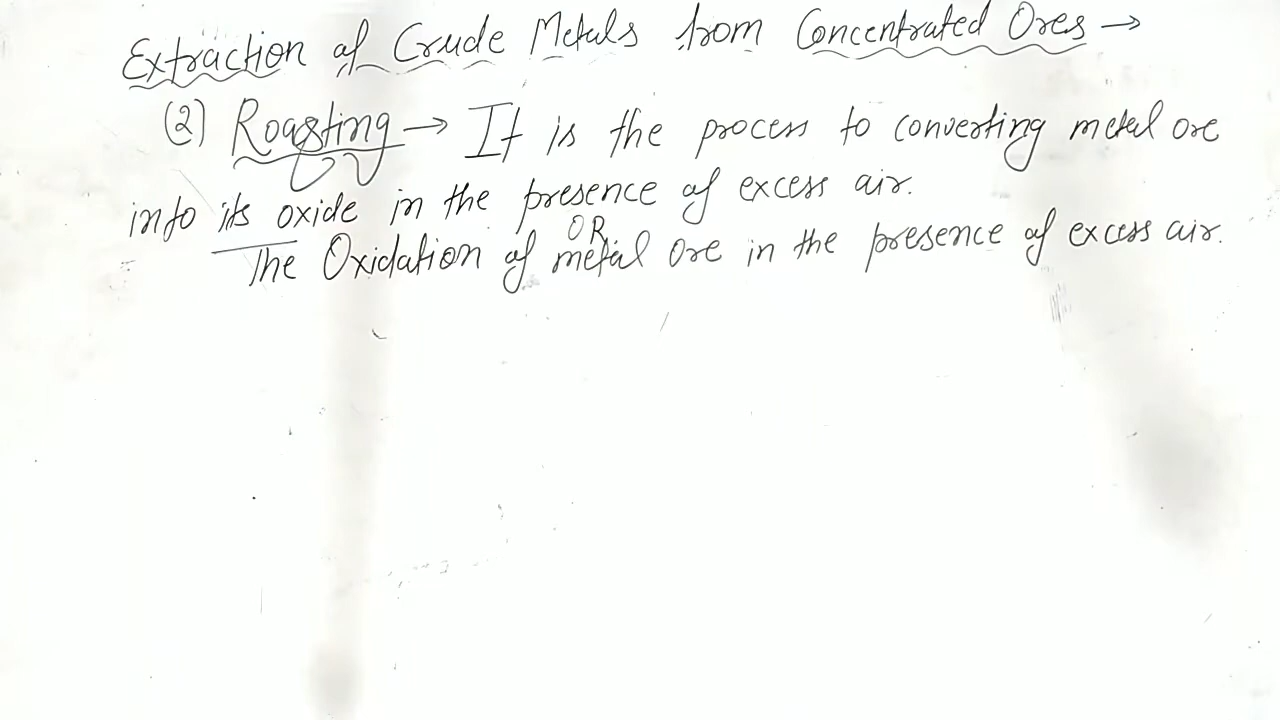 Extraction of Crude Metals from Concentrated Ores →
(2) Roasting → It is the process to converting metal ore
into its oxide in the presence of excess air.
OR
The Oxidation of metal ore in the presence of excess air.